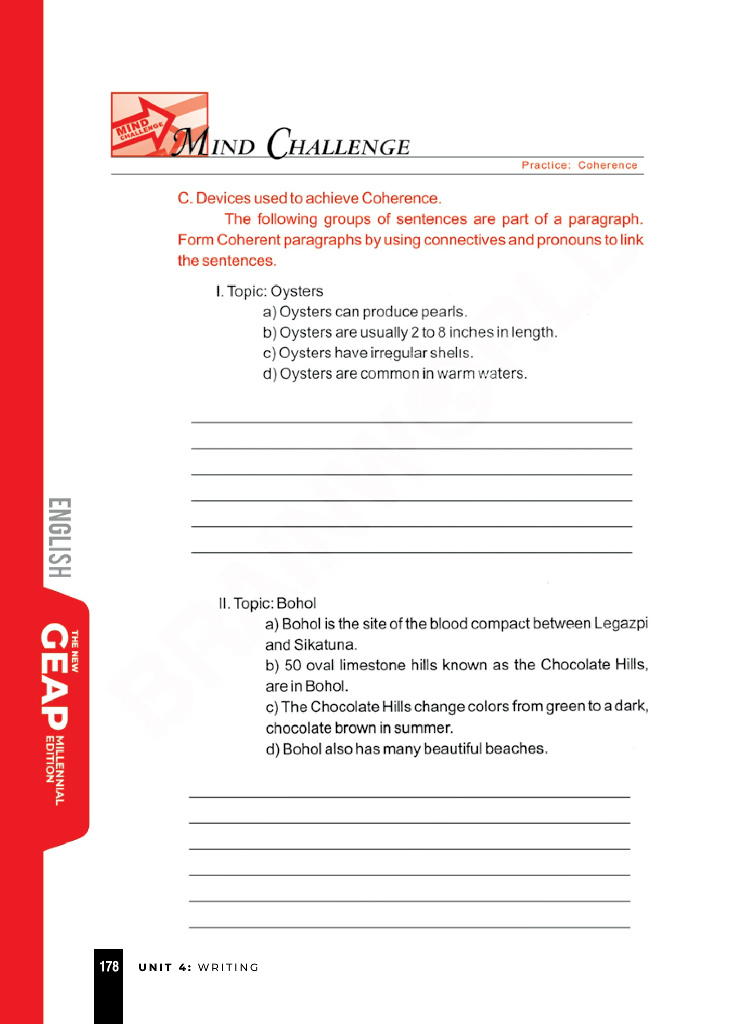 MIND
CHALLENGE
MIND CHALLENGE
Practice: Coherence
C. Devices used to achieve Coherence.
The following groups of sentences are part of a paragraph.
Form Coherent paragraphs by using connectives and pronouns to link
the sentences.
I. Topic: Oysters
a) Oysters can produce pearls.
b) Oysters are usually 2 to 8 inches in length.
c) Oysters have irregular shells.
d) Oysters are common in warm waters.
II. Topic: Bohol
a) Bohol is the site of the blood compact between Legazpi
and Sikatuna.
b) 50 oval limestone hills known as the Chocolate Hills,
are in Bohol.
c) The Chocolate Hills change colors from green to a dark,
chocolate brown in summer.
d) Bohol also has many beautiful beaches.
ENGLISH
THE NEW
GEAP
MILLENNIAL
EDITION
178
UNIT 4: WRITING